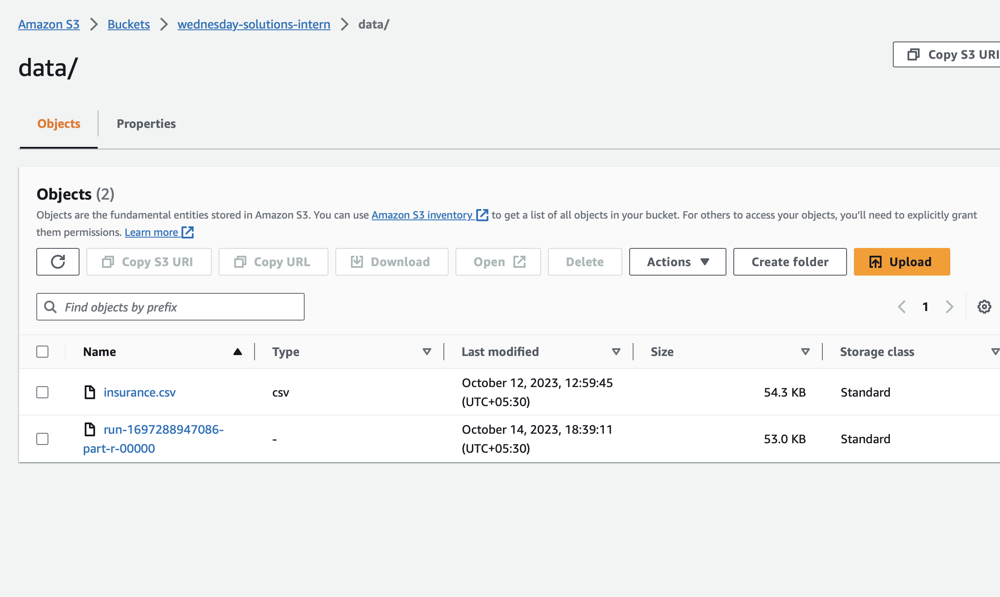 Amazon S3 > Buckets > wednesday-solutions-intern > data/
Copy S3 URI
data/
Objects
Properties
Objects (2)
Objects are the fundamental entities stored in Amazon S3. You can use Amazon S3 inventory to get a list of all objects in your bucket. For others to access your objects, you’ll need to explicitly grant
them permissions. Learn more
Copy S3 URI
Copy URL
Download
Open
Delete
Actions
Create folder
Upload
Find objects by prefix
1
Name
Type
Last modified
Size
Storage class
insurance.csv
csv
October 12, 2023, 12:59:45
(UTC+05:30)
54.3 KB
Standard
run-1697288947086-
part-r-00000
-
October 14, 2023, 18:39:11
(UTC+05:30)
53.0 KB
Standard